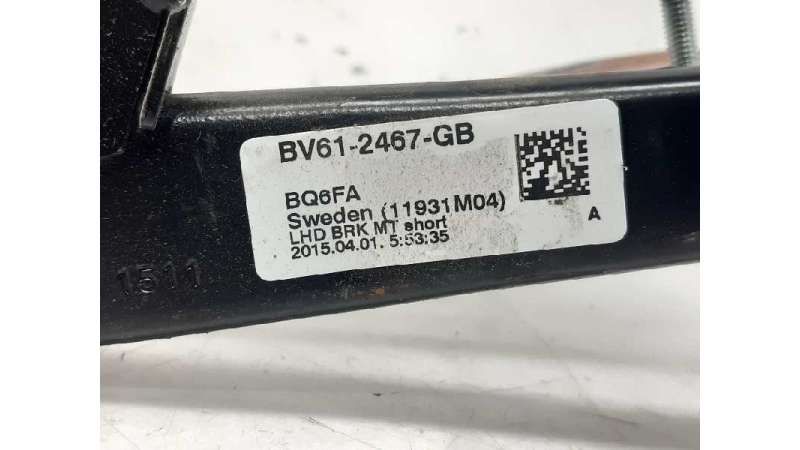 BV61-2467-GB
BQ6FA
Sweden (11931M04)
LHD BRK MT short
2015.04.01. 5:53:35
A
1511